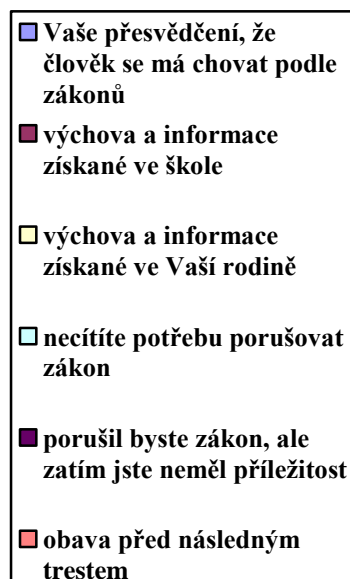 Vaše přesvědčení, že
člověk se má chovat podle
zákonů
výchova a informace
získané ve škole
výchova a informace
získané ve Vaší rodině
necítíte potřebu porušovat
zákon
porušil byste zákon, ale
zatím jste neměl příležitost
obava před následným
trestem